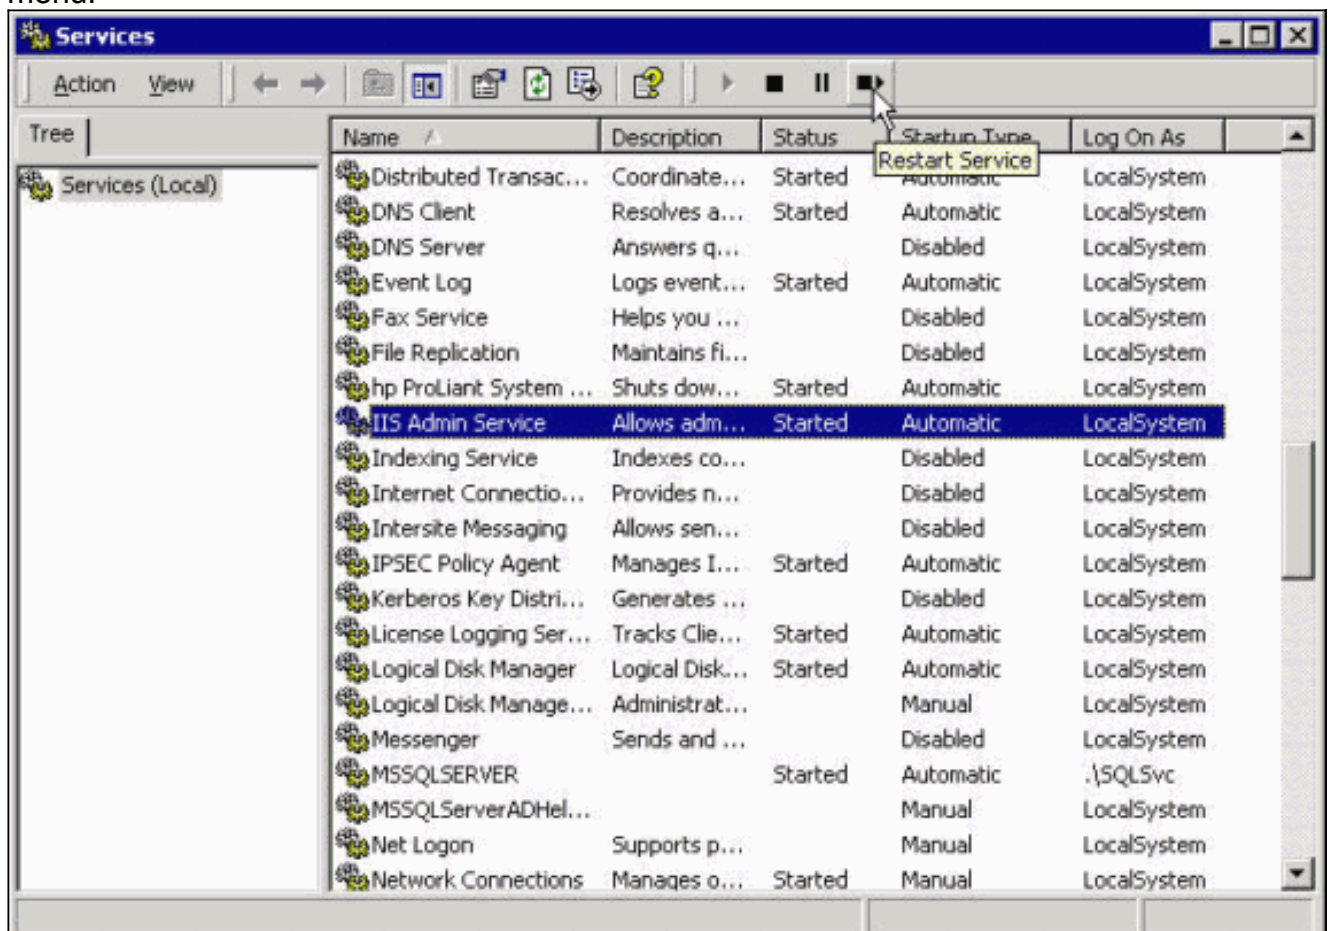 menu.
Services
Action View
Tree
Name Description Status Startup Type Log On As
Restart Service
Services (Local)
Distributed Transac... Coordinate... Started Automatic LocalSystem
DNS Client Resolves a... Started Automatic LocalSystem
DNS Server Answers q... Disabled LocalSystem
Event Log Logs event... Started Automatic LocalSystem
Fax Service Helps you ... Disabled LocalSystem
File Replication Maintains fi... Disabled LocalSystem
hp ProLiant System ... Shuts dow... Started Automatic LocalSystem
IIS Admin Service Allows adm... Started Automatic LocalSystem
Indexing Service Indexes co... Disabled LocalSystem
Internet Connectio... Provides n... Disabled LocalSystem
Intersite Messaging Allows sen... Disabled LocalSystem
IPSEC Policy Agent Manages I... Started Automatic LocalSystem
Kerberos Key Distri... Generates ... Disabled LocalSystem
License Logging Ser... Tracks Clie... Started Automatic LocalSystem
Logical Disk Manager Logical Disk... Started Automatic LocalSystem
Logical Disk Manage... Administrat... Manual LocalSystem
Messenger Sends and ... Disabled LocalSystem
MSSQLSERVER Started Automatic .\SQLSvc
MSSQLServerADHel... Manual LocalSystem
Net Logon Supports p... Manual LocalSystem
Network Connections Manages o... Started Manual LocalSystem